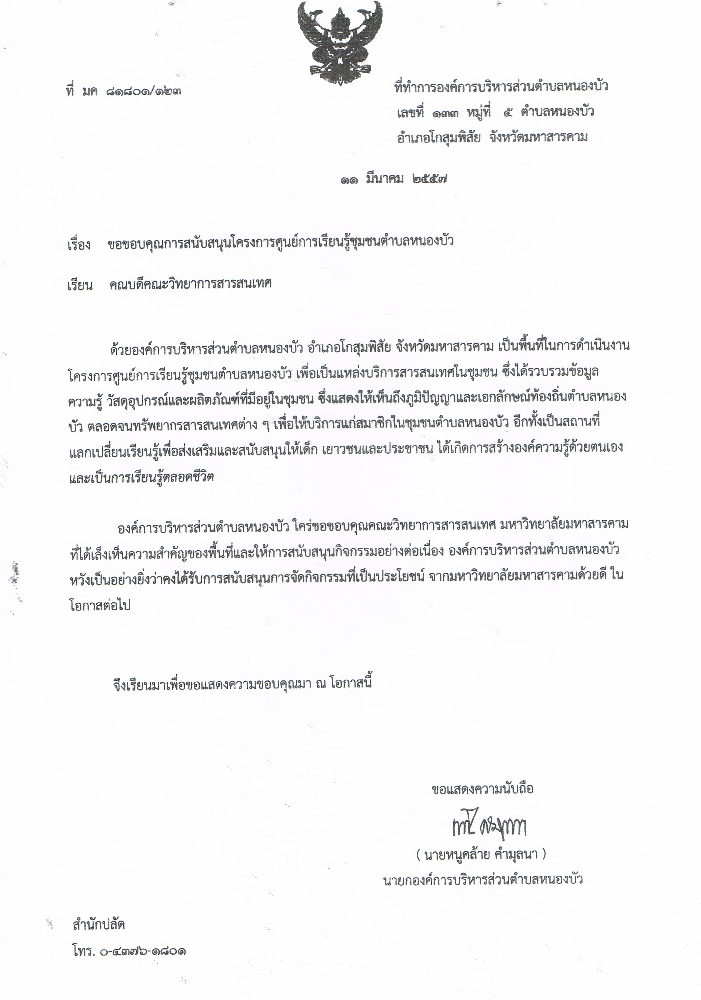 ที่ มค ๘๑๘๐๑/๑๒๓
ที่ทำการองค์การบริหารส่วนตำบลหนองบัว
เลขที่ ๑๓๓ หมู่ที่ ๕ ตำบลหนองบัว
อำเภอโกสุมพิสัย จังหวัดมหาสารคาม
๑๑ มีนาคม ๒๕๕๗
เรื่อง ขอขอบคุณการสนับสนุนโครงการศูนย์การเรียนรู้ชุมชนตำบลหนองบัว
เรียน คณบดีคณะวิทยาการสารสนเทศ
ด้วยองค์การบริหารส่วนตำบลหนองบัว อำเภอโกสุมพิสัย จังหวัดมหาสารคาม เป็นพื้นที่ในการดำเนินงาน
โครงการศูนย์การเรียนรู้ชุมชนตำบลหนองบัว เพื่อเป็นแหล่งบริการสารสนเทศในชุมชน ซึ่งได้รวบรวมข้อมูล
ความรู้ วัสดุอุปกรณ์และผลิตภัณฑ์ที่มีอยู่ในชุมชน ซึ่งแสดงให้เห็นถึงภูมิปัญญาและเอกลักษณ์ท้องถิ่นตำบลหนอง
บัว ตลอดจนทรัพยากรสารสนเทศต่าง ๆ เพื่อให้บริการแก่สมาชิกในชุมชนตำบลหนองบัว อีกทั้งเป็นสถานที่
แลกเปลี่ยนเรียนรู้เพื่อส่งเสริมและสนับสนุนให้เด็ก เยาวชนและประชาชน ได้เกิดการสร้างองค์ความรู้ด้วยตนเอง
และเป็นการเรียนรู้ตลอดชีวิต
องค์การบริหารส่วนตำบลหนองบัว ใคร่ขอขอบคุณคณะวิทยาการสารสนเทศ มหาวิทยาลัยมหาสารคาม
ที่ได้เล็งเห็นความสำคัญของพื้นที่และให้การสนับสนุนกิจกรรมอย่างต่อเนื่อง องค์การบริหารส่วนตำบลหนองบัว
หวังเป็นอย่างยิ่งว่าคงได้รับการสนับสนุนการจัดกิจกรรมที่เป็นประโยชน์ จากมหาวิทยาลัยมหาสารคามด้วยดี ใน
โอกาสต่อไป
จึงเรียนมาเพื่อขอแสดงความขอบคุณมา ณ โอกาสนี้
ขอแสดงความนับถือ
( นายหนูคล้าย คำมุลนา )
นายกองค์การบริหารส่วนตำบลหนองบัว
สำนักปลัด
โทร. ๐-๔๓๗๖-๑๘๐๑